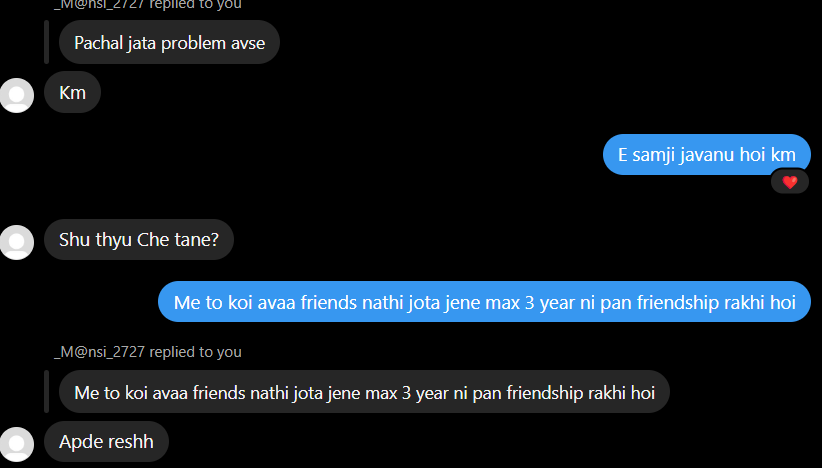 _M@nsi_2727 replied to you
Pachal jata problem avse
Km
E samji javanu hoi km
Shu thyu Che tane?
Me to koi avaa friends nathi jota jene max 3 year ni pan friendship rakhi hoi
_M@nsi_2727 replied to you
Me to koi avaa friends nathi jota jene max 3 year ni pan friendship rakhi hoi
Apde reshh